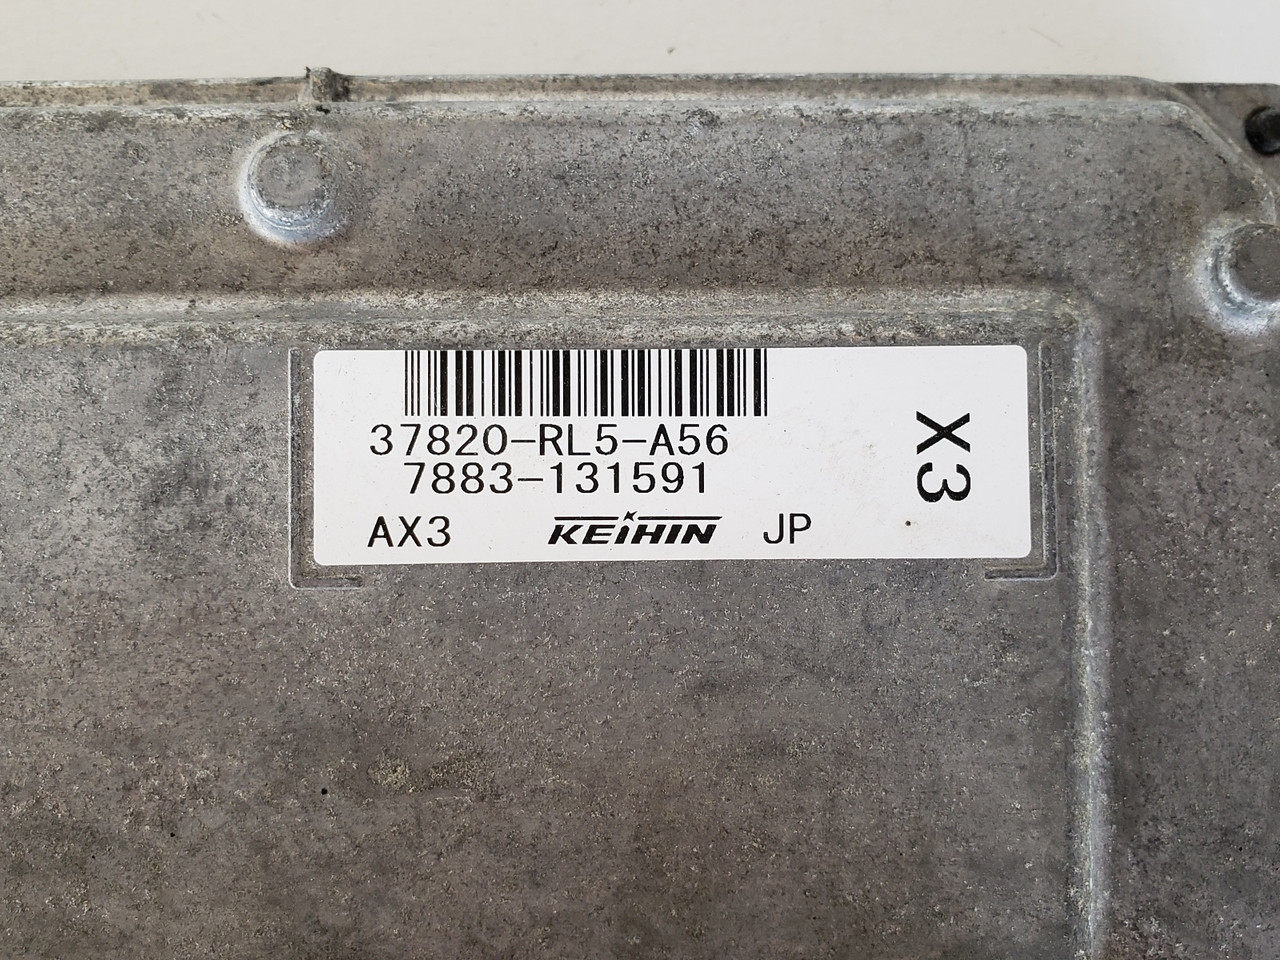 37820-RL5-A56
7883-131591
AX3 KEIHIN JP
X3